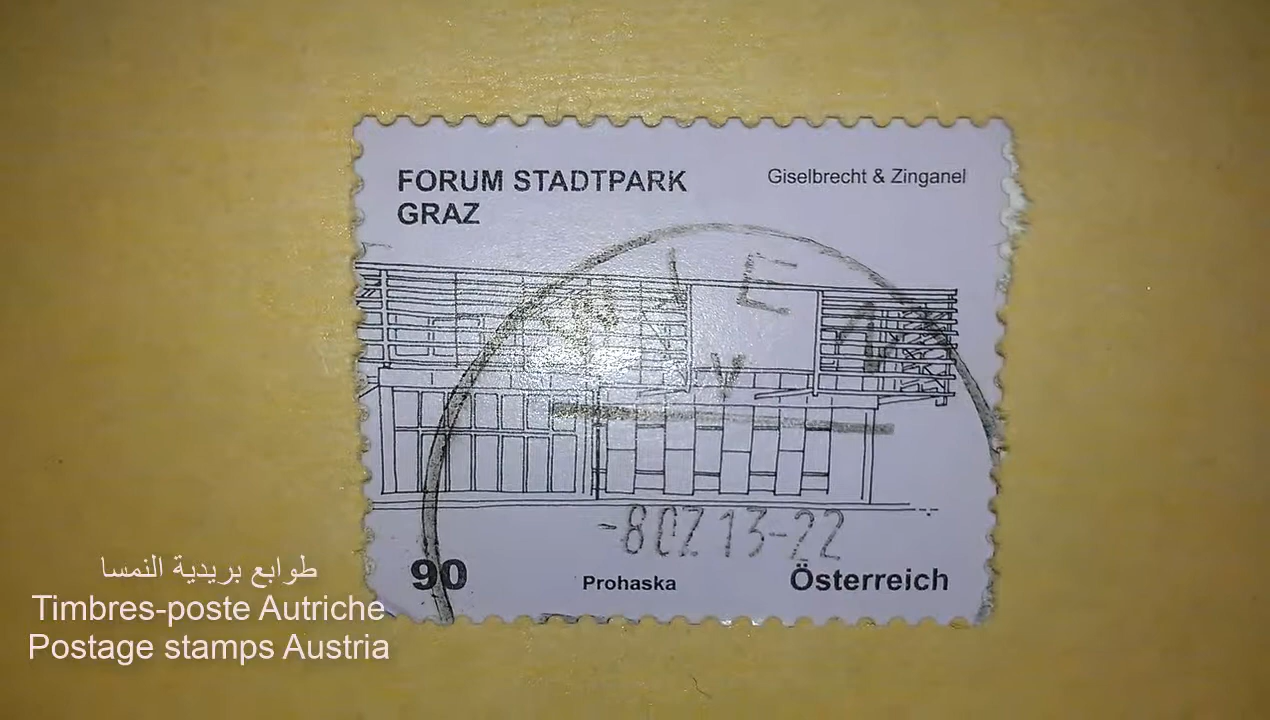 FORUM STADTPARK
GRAZ
Giselbrecht & Zinganel
-8 07. 13-22
90
Prohaska
Österreich
طوابع بريدية النمسا
Timbres-poste Autriche
Postage stamps Austria